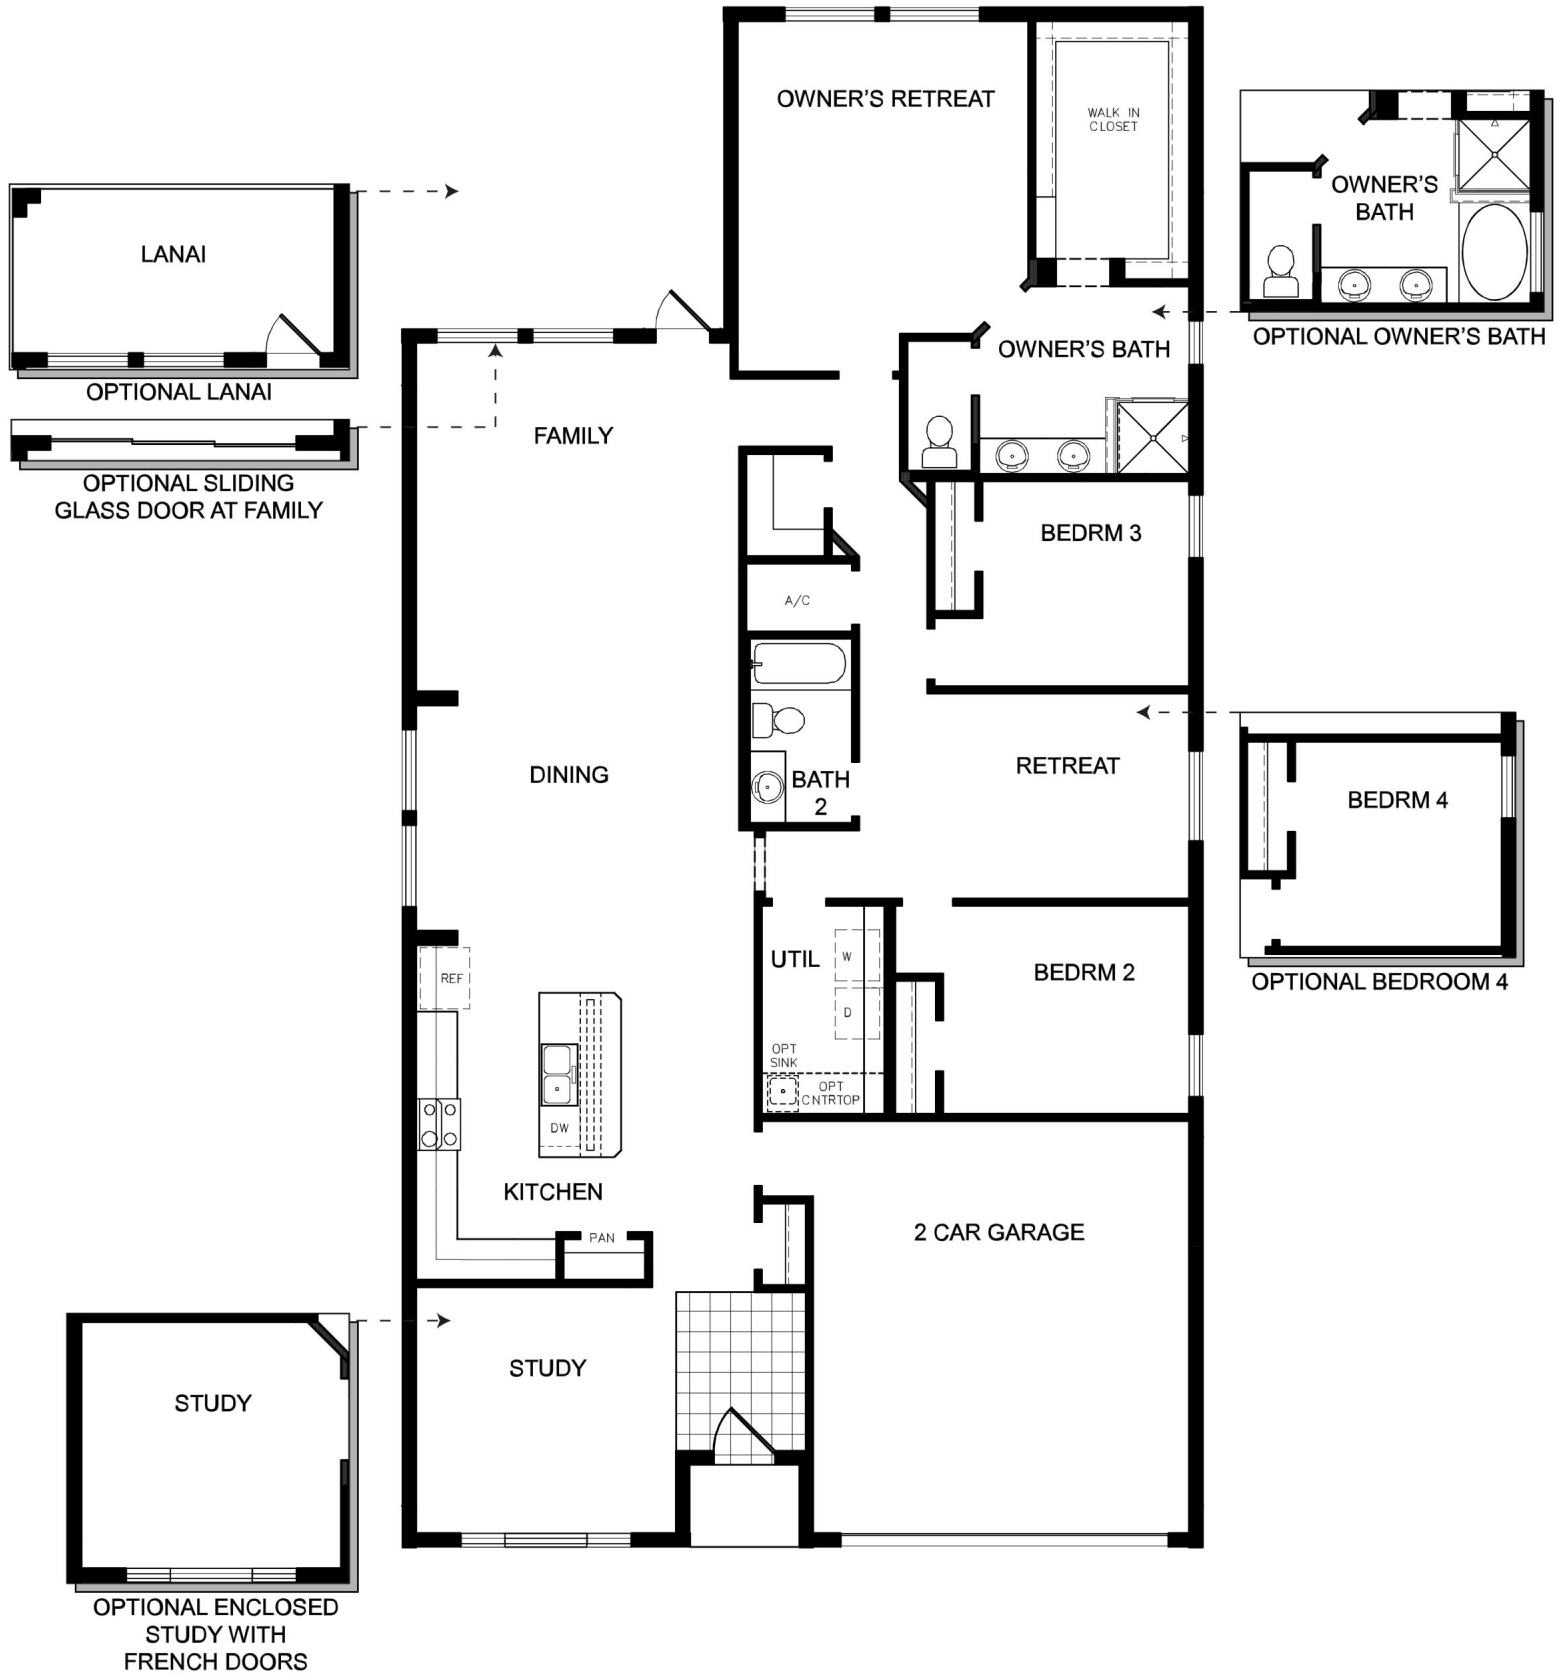 OWNER'S RETREAT
WALK IN
CLOSET
OWNER'S
BATH
OPTIONAL OWNER'S BATH
LANAI
OPTIONAL LANAI
OPTIONAL SLIDING
GLASS DOOR AT FAMILY
OWNER'S BATH
FAMILY
BEDRM 3
A/C
DINING
BATH
2
RETREAT
BEDRM 4
OPTIONAL BEDROOM 4
REF
UTIL
W
D
BEDRM 2
OPT
SINK
OPT
CNTRTOP
DW
KITCHEN
PAN
2 CAR GARAGE
STUDY
STUDY
OPTIONAL ENCLOSED
STUDY WITH
FRENCH DOORS